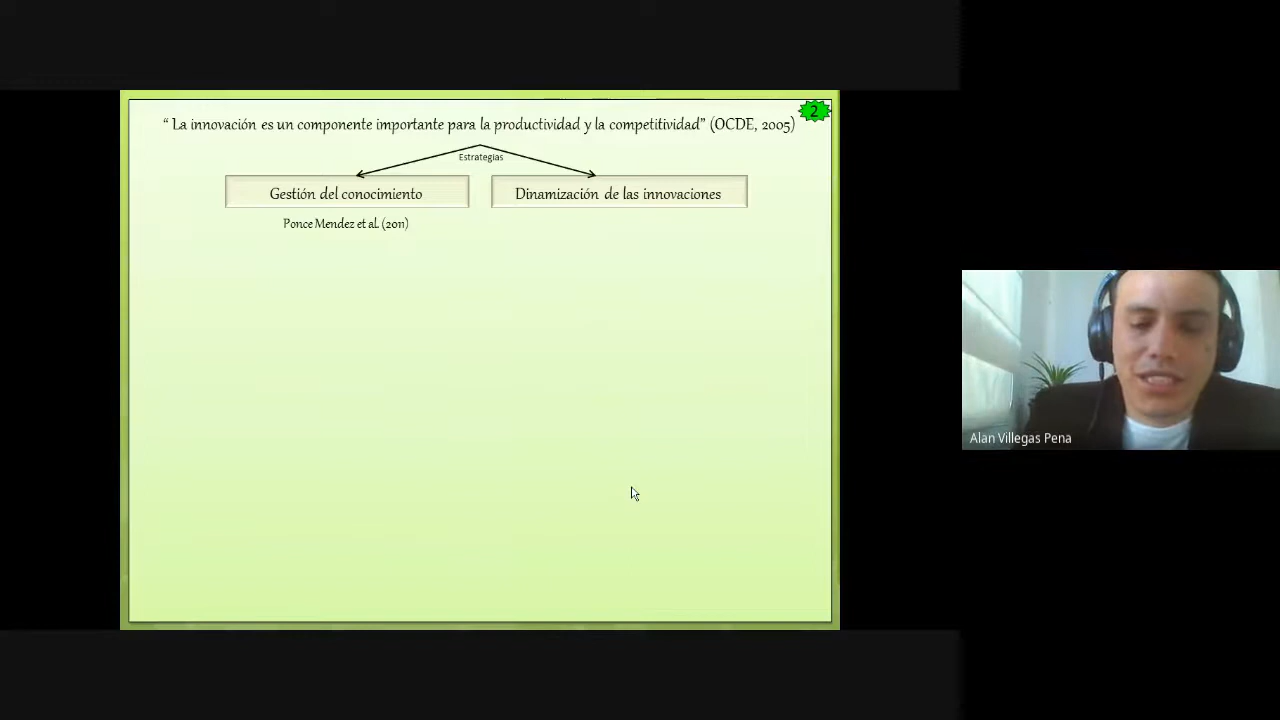 2
“ La innovación es un componente importante para la productividad y la competitividad” (OCDE, 2005)
Estrategias
Gestión del conocimiento
Dinamización de las innovaciones
Ponce Mendez et al. (2011)
Alan Villegas Pena